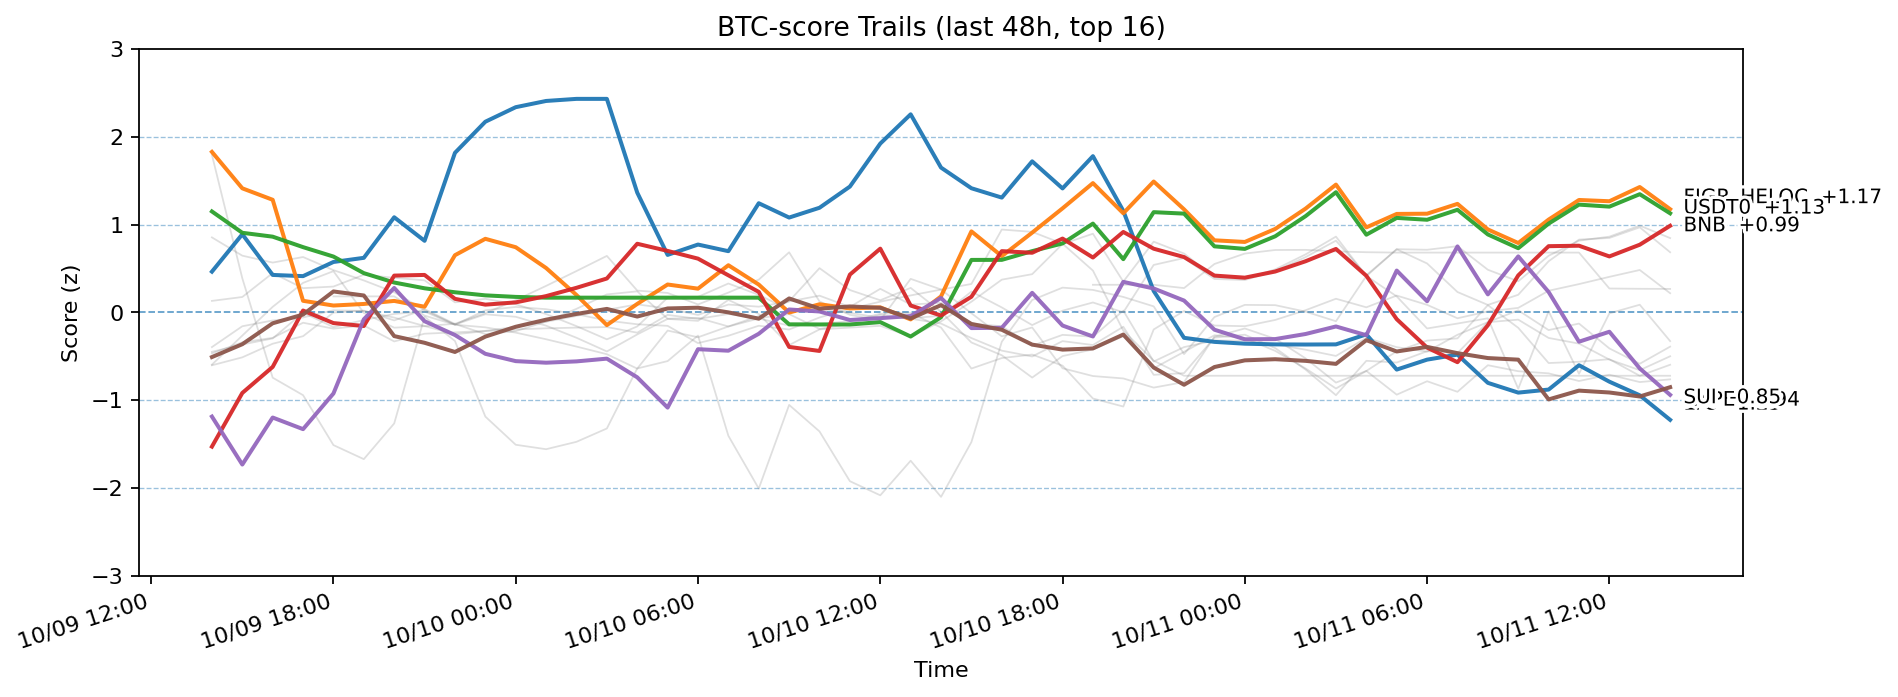 BTC-score Trails (last 48h, top 16)
Score (z)
3
2
1
0
−1
−2
−3
FIGR_HELOC +1.17
USDT0 +1.13
BNB +0.99
10/09 12:00
10/09 18:00
10/10 00:00
10/10 06:00
10/10 12:00
10/10 18:00
10/11 00:00
10/11 06:00
10/11 12:00
Time